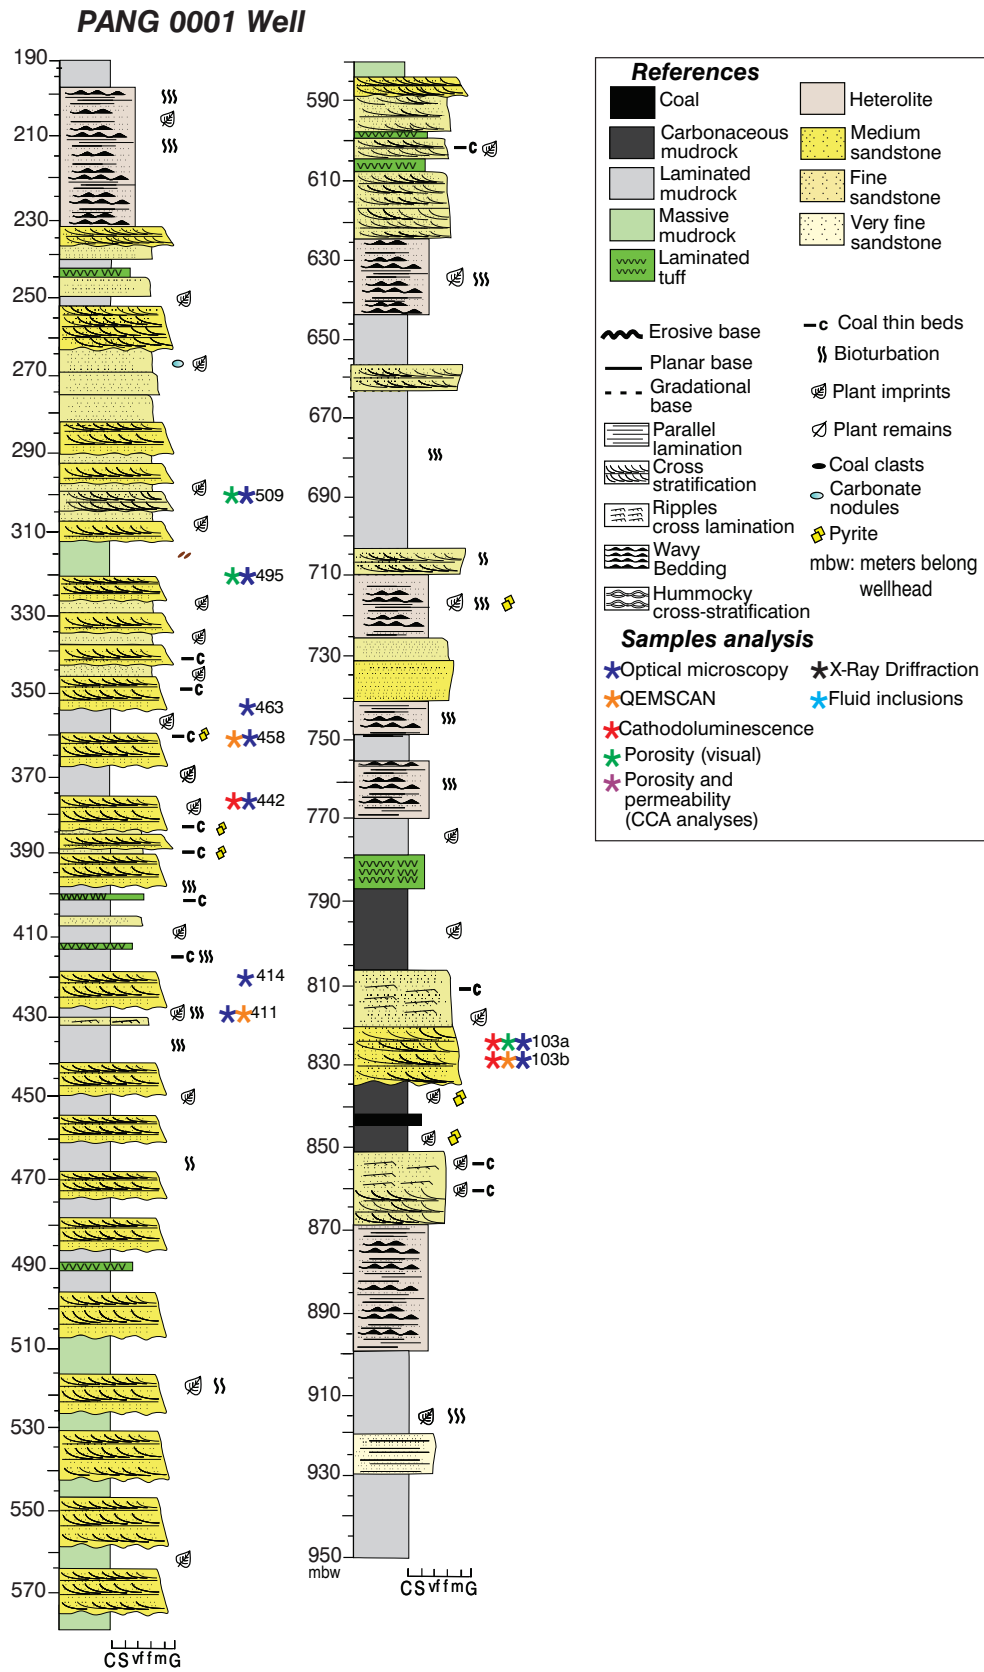 PANG 0001 Well
190
210
230
250
270
290
310
330
350
370
390
410
430
450
470
490
510
530
550
570
c
c
c
c
c
c
c
509
495
463
458
442
414
411
C S vf f m G
590
610
630
650
670
690
710
730
750
770
790
810
830
850
870
890
910
930
950
mbw
c
c
c
c
103a
103b
C S vf f m G
References
Coal
Carbonaceous
mudrock
Laminated
mudrock
Massive
mudrock
Laminated
tuff
Heterolite
Medium
sandstone
Fine
sandstone
Very fine
sandstone
Erosive base
Planar base
Gradational
base
Parallel
lamination
Cross
stratification
Ripples
cross lamination
Wavy
Bedding
Hummocky
cross-stratification
c Coal thin beds
Bioturbation
Plant imprints
Plant remains
Coal clasts
Carbonate
nodules
Pyrite
mbw: meters belong
wellhead
Samples analysis
Optical microscopy
QEMSCAN
Cathodoluminescence
Porosity (visual)
Porosity and
permeability
(CCA analyses)
X-Ray Driffraction
Fluid inclusions